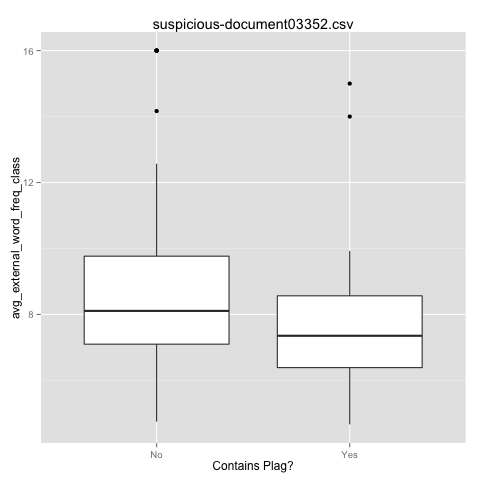 suspicious-document03352.csv
avg_external_word_freq_class
16
12
8
No
Yes
Contains Plag?